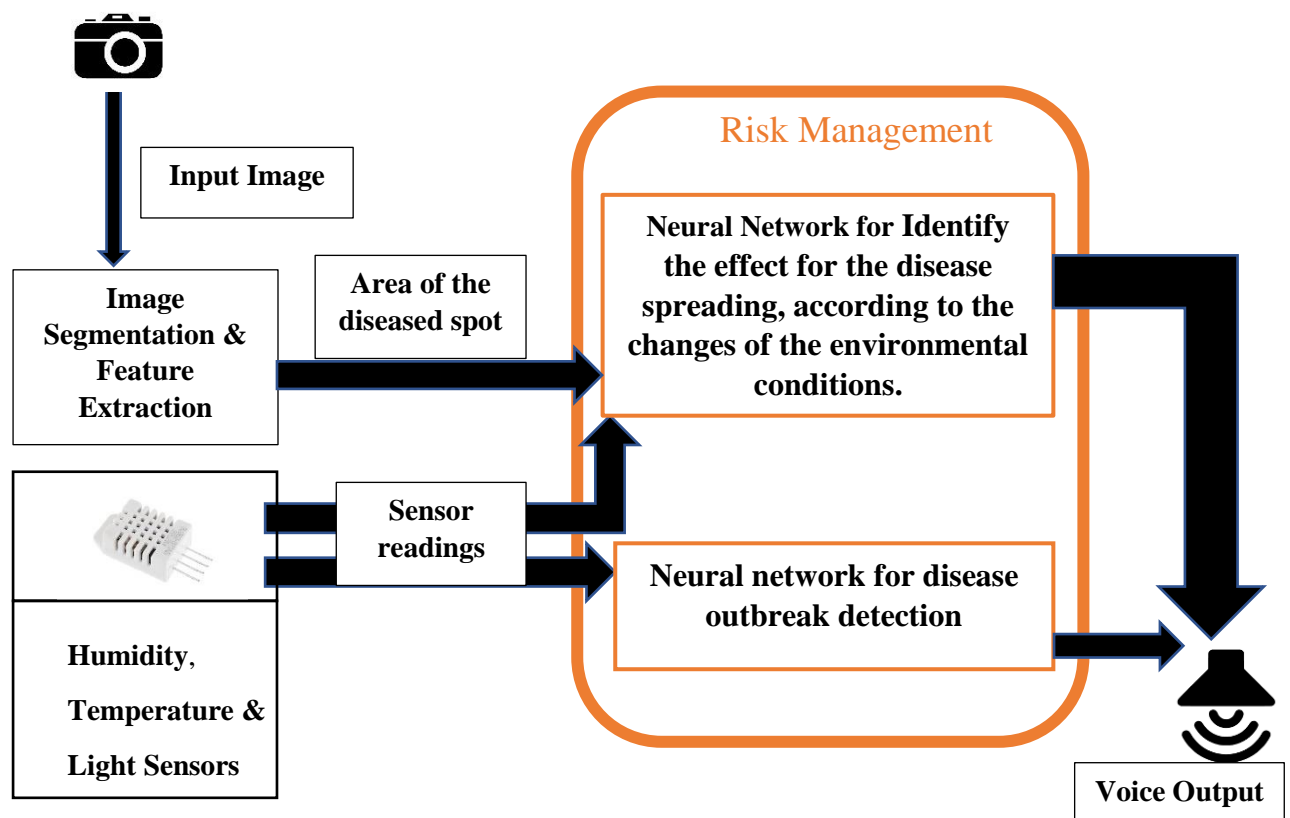 Risk Management
Input Image
Neural Network for Identify
the effect for the disease
spreading, according to the
changes of the environmental
conditions.
Area of the
diseased spot
Image
Segmentation &
Feature
Extraction
Sensor
readings
Neural network for disease
outbreak detection
Humidity,
Temperature &
Light Sensors
Voice Output